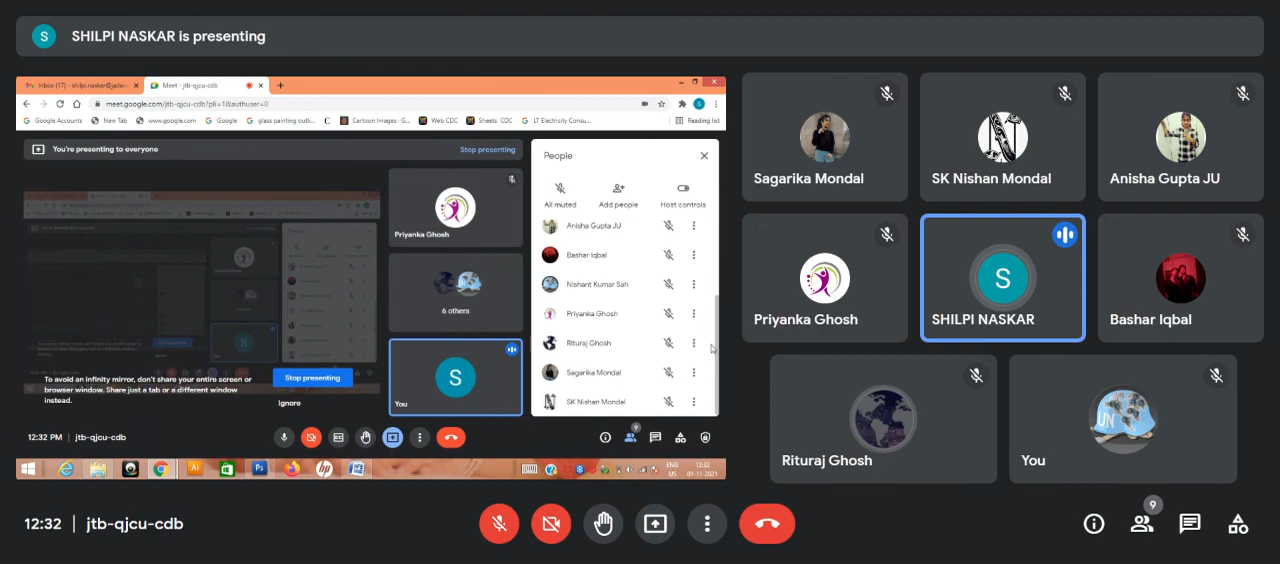 S SHILPI NASKAR is presenting
Inbox (17) - shilpi.naskar@jadav
Meet - jtb-qjcu-cdb
meet.google.com/jtb-qjcu-cdb?pli=1&authuser=0
S
Google Accounts New Tab www.google.com Google glass painting outli... Cartoon Images - G... Web CDC Sheets CDC LT Electricity Consu... Reading list
You're presenting to everyone Stop presenting
Priyanka Ghosh
6 others
S
You
To avoid an infinity mirror, don't share your entire screen or
browser window. Share just a tab or a different window
instead.
Stop presenting
Ignore
People
All muted Add people Host controls
Anisha Gupta JU
Bashar Iqbal
Nishant Kumar Sah
Priyanka Ghosh
Rituraj Ghosh
Sagarika Mondal
SK Nishan Mondal
12:32 PM | jtb-qjcu-cdb
9
Ai Ps hp W
ENG 12:32
US 01-11-2021
Sagarika Mondal
N
SK Nishan Mondal
Anisha Gupta JU
Priyanka Ghosh
S
SHILPI NASKAR
Bashar Iqbal
Rituraj Ghosh
UN
You
12:32 | jtb-qjcu-cdb
9